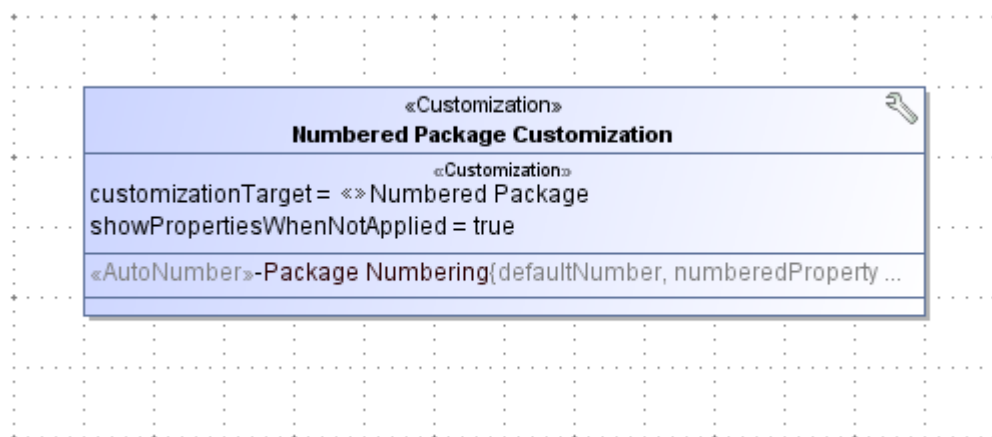 «Customization»
Numbered Package Customization
«Customization»
customizationTarget = «» Numbered Package
showPropertiesWhenNotApplied = true
«AutoNumber»-Package Numbering{defaultNumber, numberedProperty ...